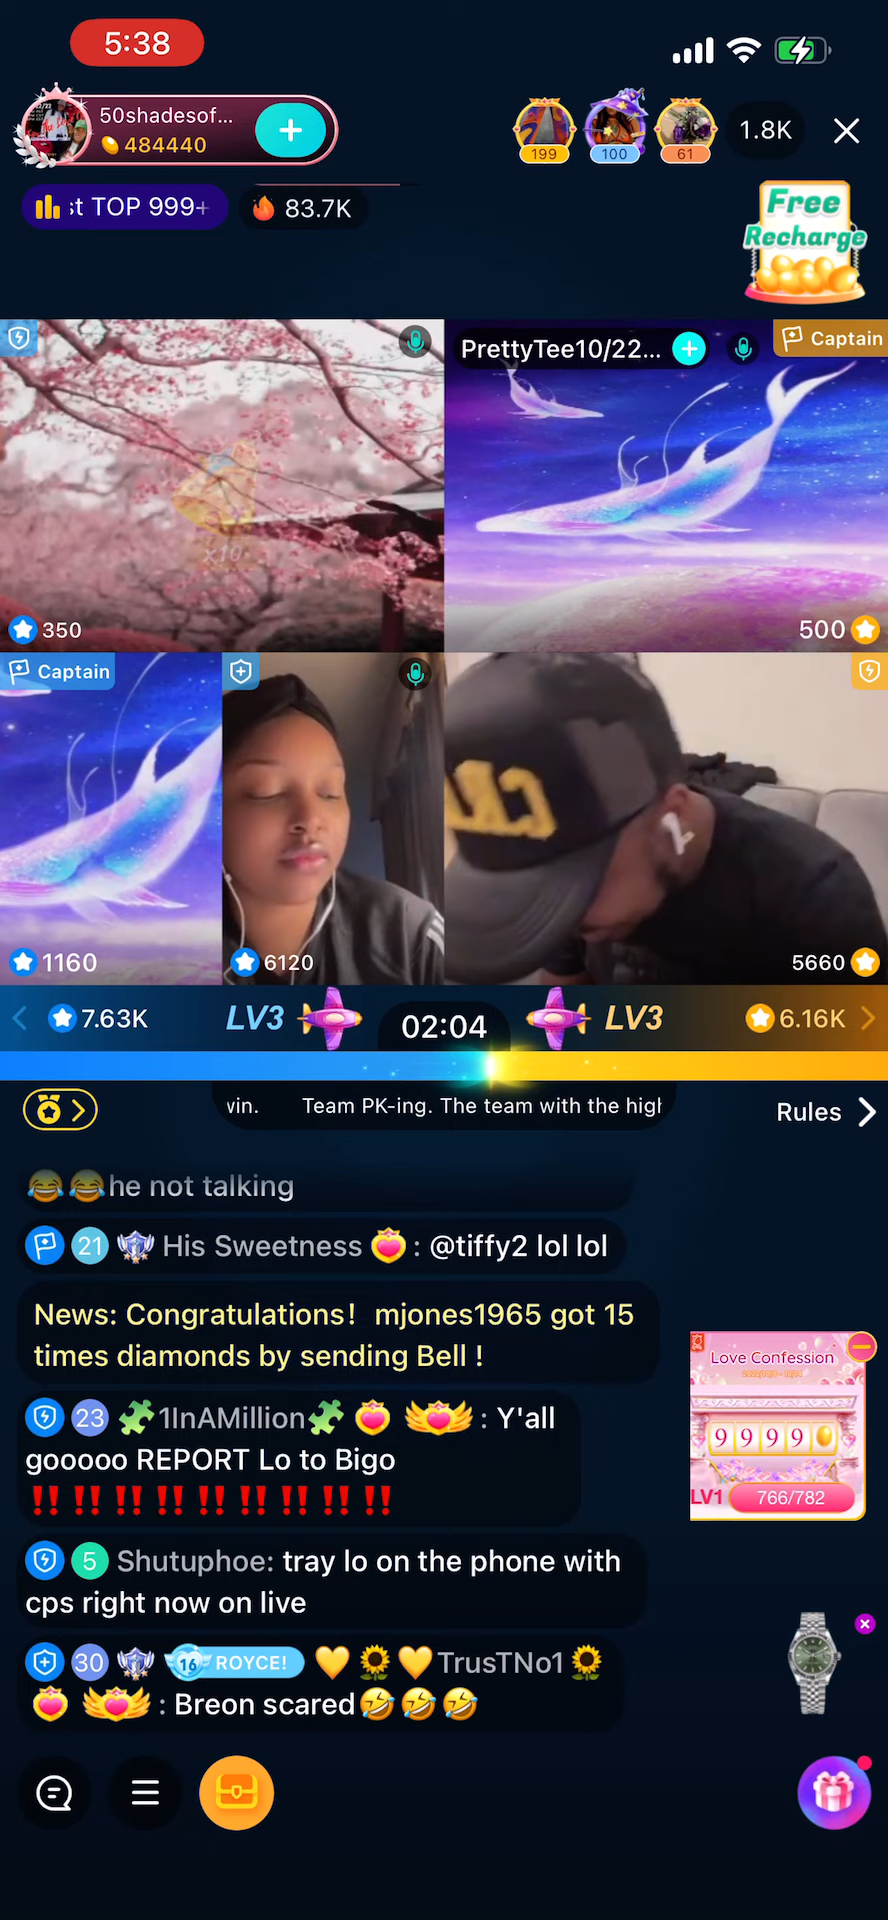 5:38
50shadesof...
484440
199
100
61
1.8K
st TOP 999+
83.7K
Free
Recharge
PrettyTee10/22...
Captain
x10
350
500
Captain
1160
6120
5660
7.63K
LV3
02:04
LV3
6.16K
win. Team PK-ing. The team with the high
Rules
😂😂he not talking
21 His Sweetness : @tiffy2 lol lol
News: Congratulations! mjones1965 got 15
times diamonds by sending Bell !
23 🧩1InAMillion🧩 : Y'all
gooooo REPORT Lo to Bigo
‼️‼️‼️‼️‼️‼️‼️‼️‼️
5 Shutuphoe: tray lo on the phone with
cps right now on live
30 16 ROYCE! 💛🌻💛TrusTNo1🌻
: Breon scared🤣🤣🤣
Love Confession
9 9 9 9
LV1 766/782